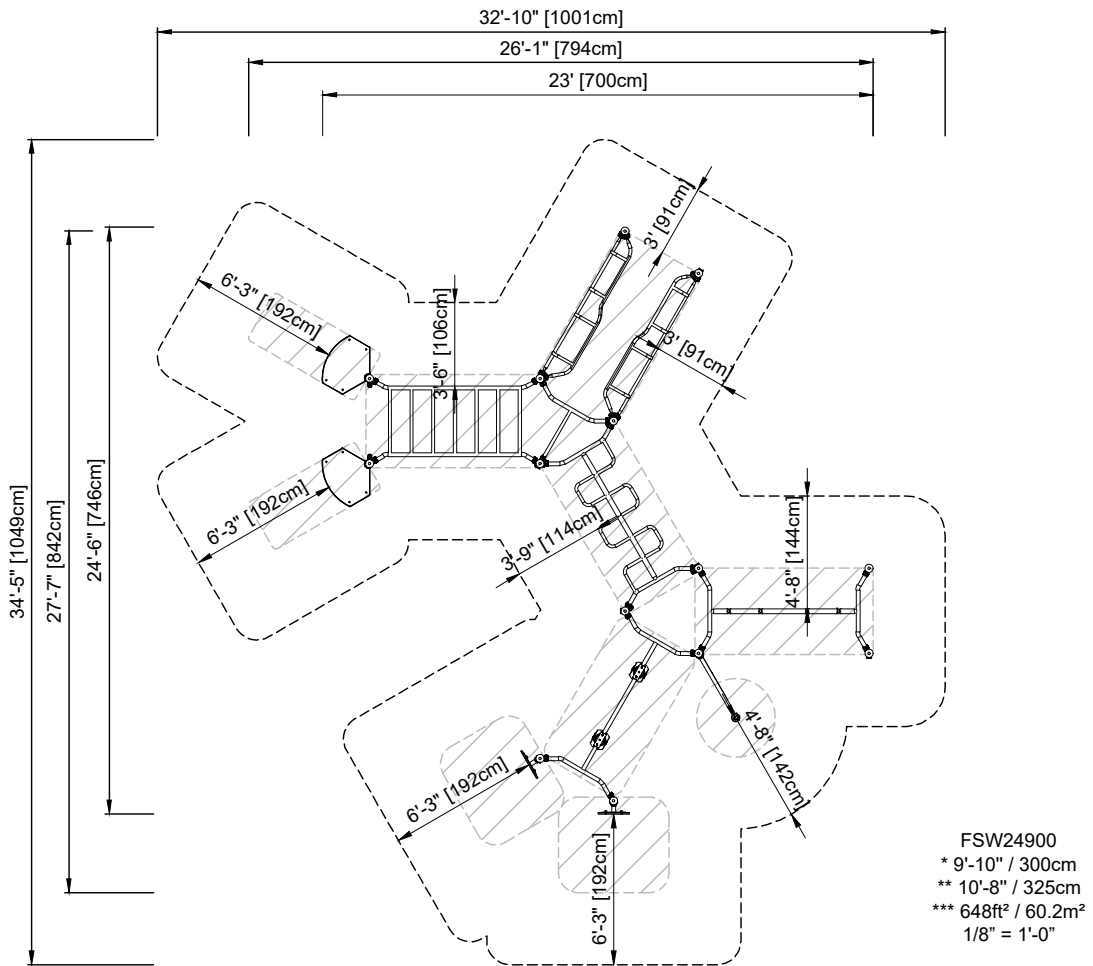 32'-10" [1001cm]
26'-1" [794cm]
23' [700cm]
34'-5" [1049cm]
27'-7" [842cm]
24'-6" [746cm]
3' [91cm]
6'-3" [192cm]
3'-6" [106cm]
3' [91cm]
6'-3" [192cm]
3'-9" [114cm]
4'-8" [144cm]
4'-8" [142cm]
6'-3" [192cm]
6'-3" [192cm]
FSW24900
* 9'-10" / 300cm
** 10'-8" / 325cm
*** 648ft² / 60.2m²
1/8” = 1'-0”